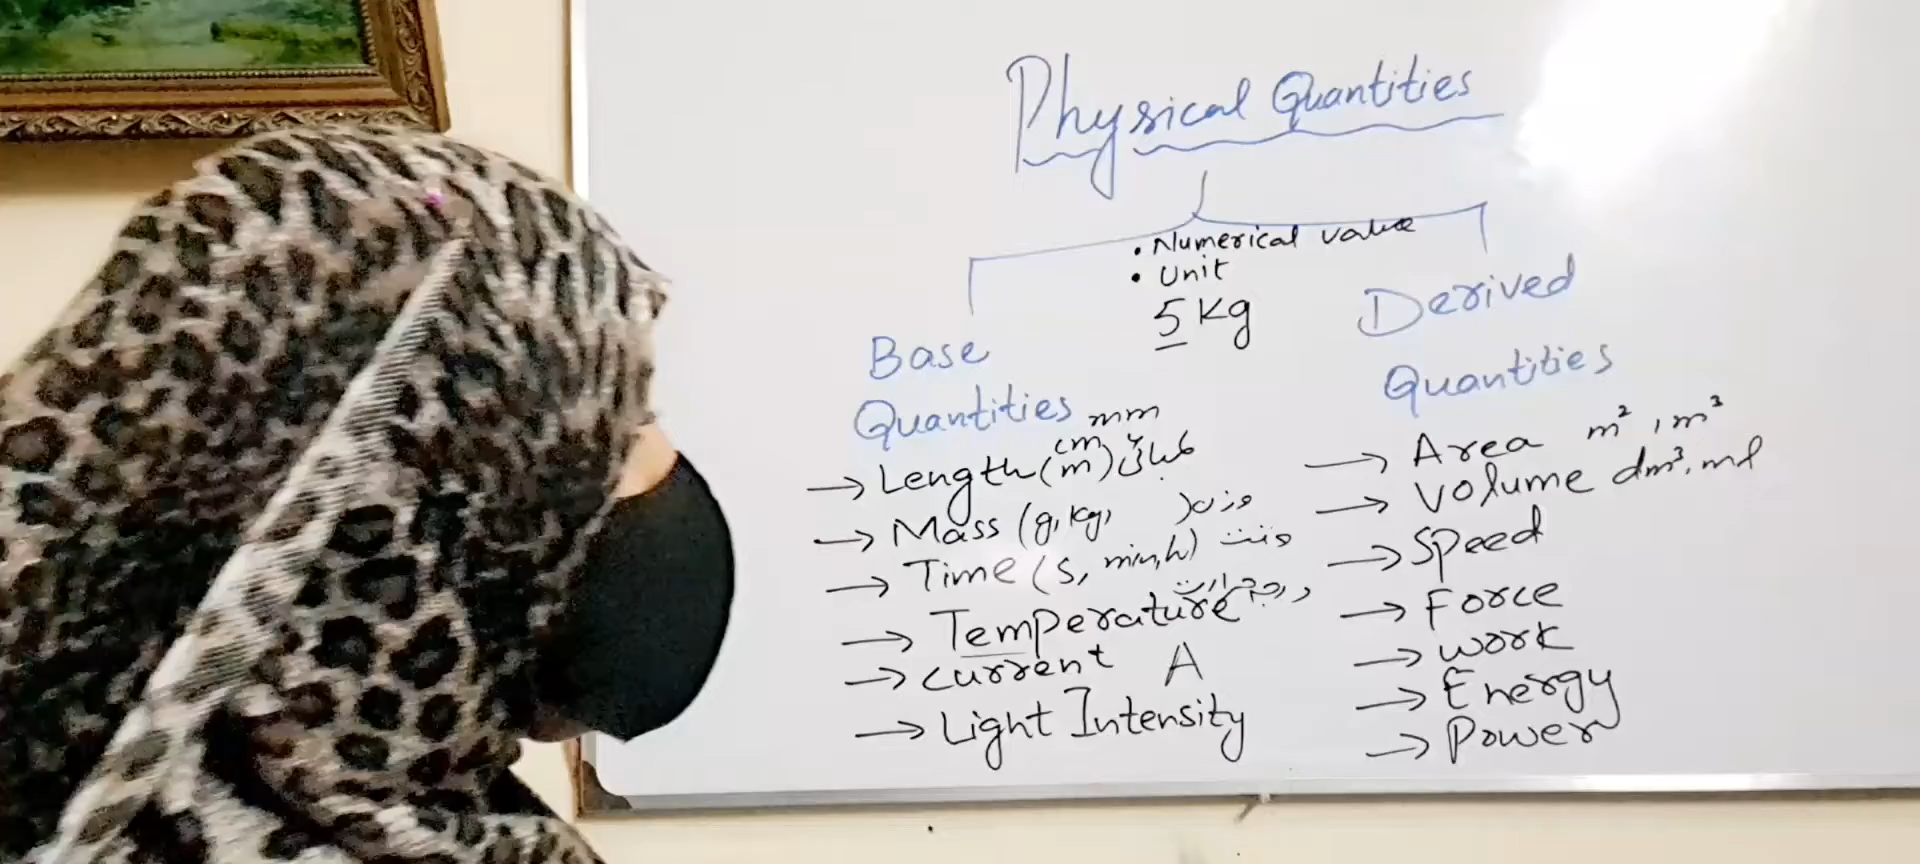 Physical Quantities
• Numerical value
• Unit
5 Kg
Base
Quantities
mm
cm
→ Length (m) لمبائی
→ Mass (g, kg, ) وزن
→ Time (s, min, h) وقت
→ Temperature درجہ حرارت
→ current A
→ Light Intensity
Derived
Quantities
→ Area m², m³
→ Volume dm³, ml
→ Speed
→ Force
→ work
→ Energy
→ Power